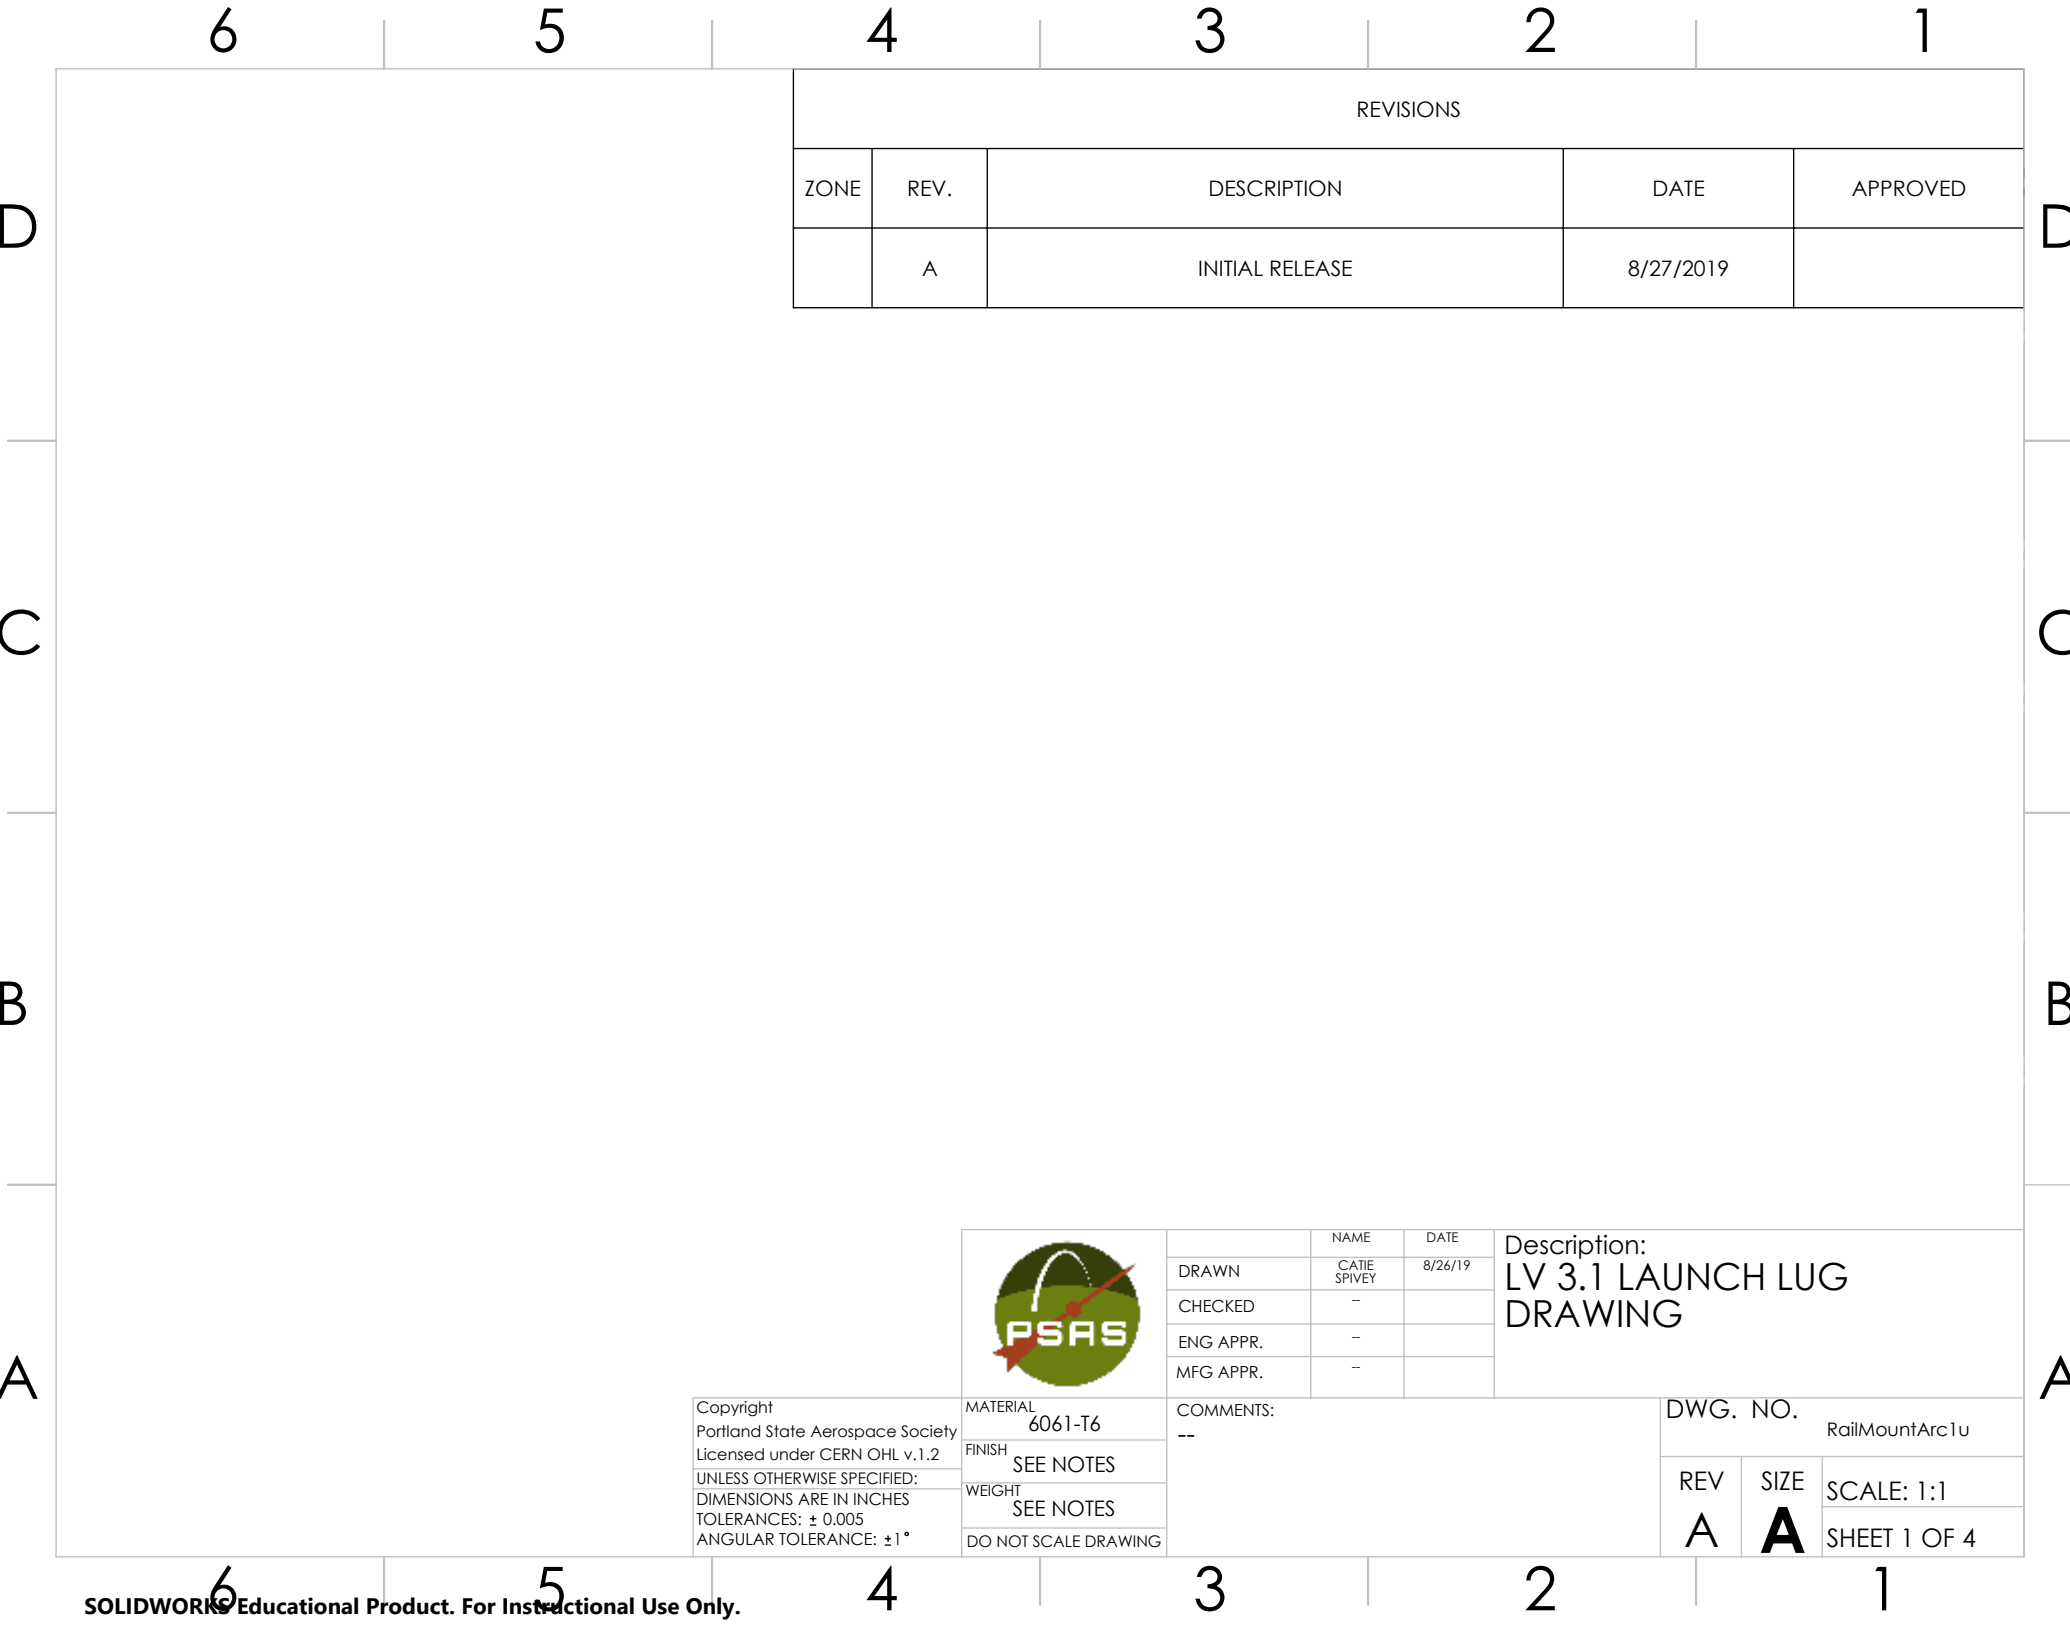 6 5 4 3 2 1
REVISIONS
ZONE REV. DESCRIPTION DATE APPROVED
D D
A INITIAL RELEASE 8/27/2019
C C
B B
NAME DATE
DRAWN CATIE SPIVEY 8/26/19
CHECKED --
ENG APPR. --
MFG APPR. --
Description:
LV 3.1 LAUNCH LUG
DRAWING
PSAS
A A
Copyright
Portland State Aerospace Society
Licensed under CERN OHL v.1.2
UNLESS OTHERWISE SPECIFIED:
DIMENSIONS ARE IN INCHES
TOLERANCES: ± 0.005
ANGULAR TOLERANCE: ±1°
MATERIAL
6061-T6
FINISH
SEE NOTES
WEIGHT
SEE NOTES
DO NOT SCALE DRAWING
COMMENTS:
--
DWG. NO.
RailMountArc1u
REV
A
SIZE
A
SCALE: 1:1
SHEET 1 OF 4
6 5 4 3 2 1
SOLIDWORKS Educational Product. For Instructional Use Only.